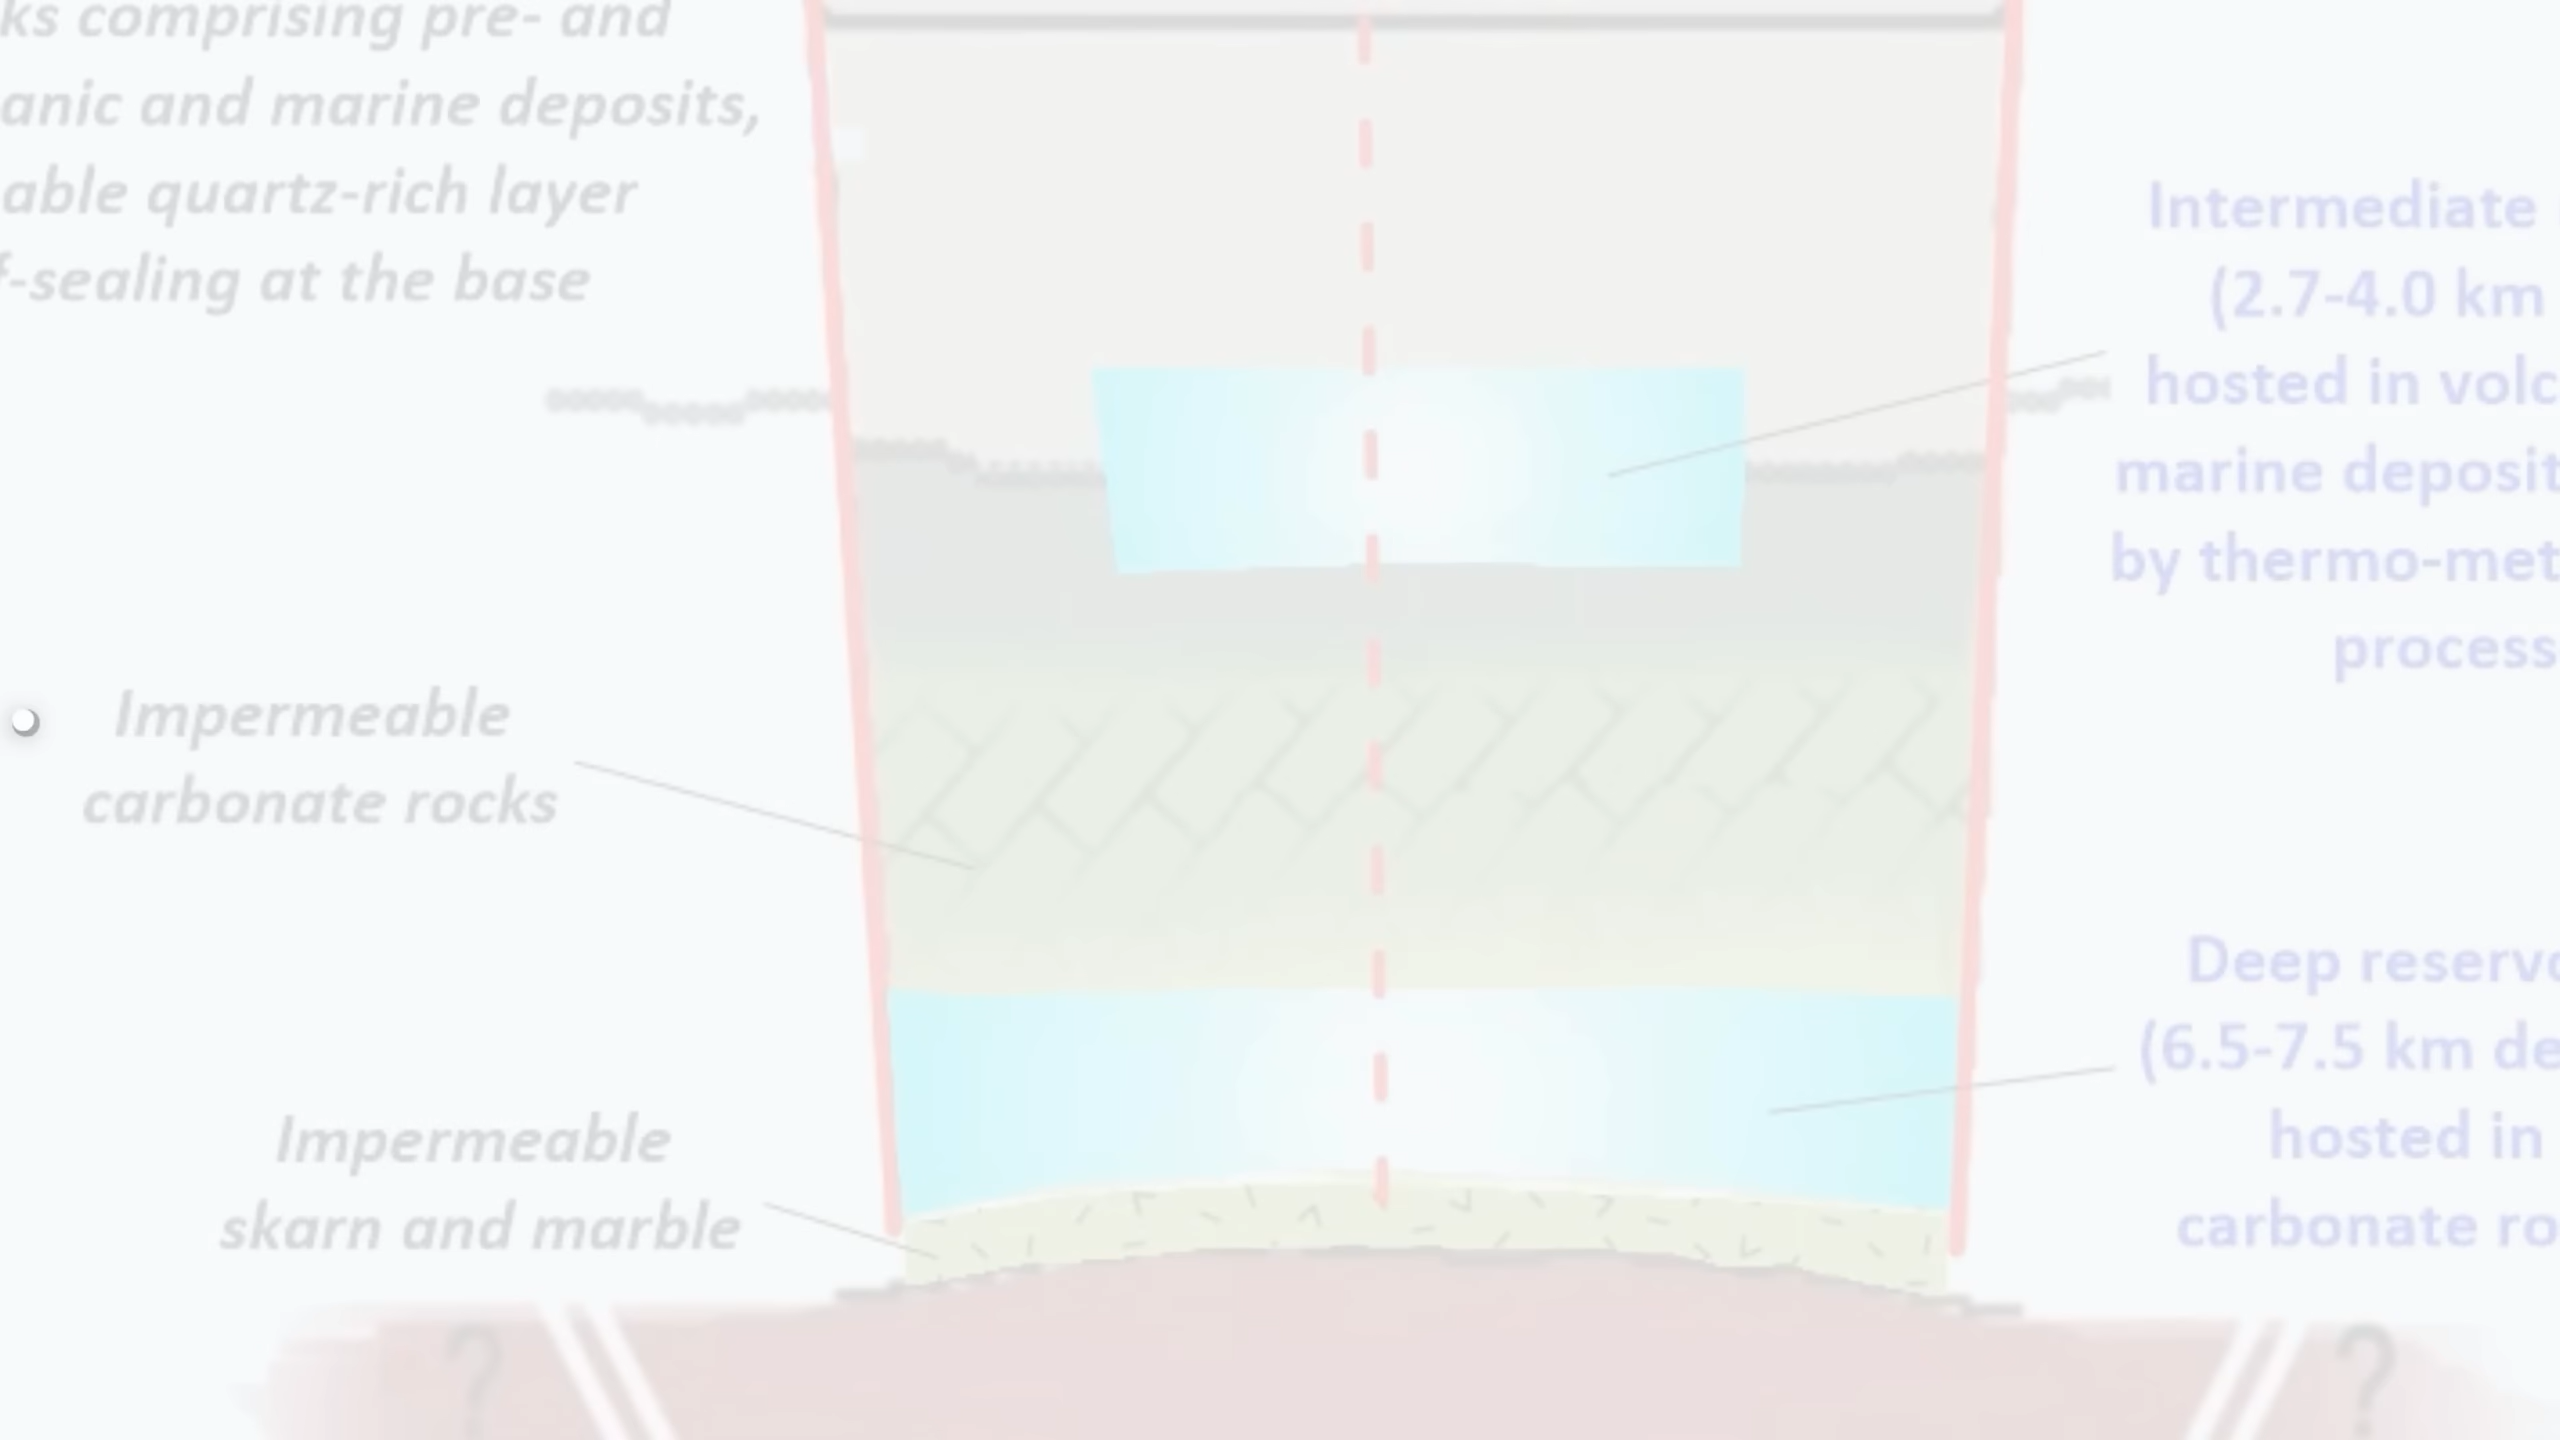 ks comprising pre- and
anic and marine deposits,
able quartz-rich layer
f-sealing at the base
Intermediate
(2.7-4.0 km
hosted in volc
marine deposit
by thermo-met
process
Impermeable
carbonate rocks
Deep reservo
(6.5-7.5 km de
hosted in
carbonate ro
Impermeable
skarn and marble
?
?